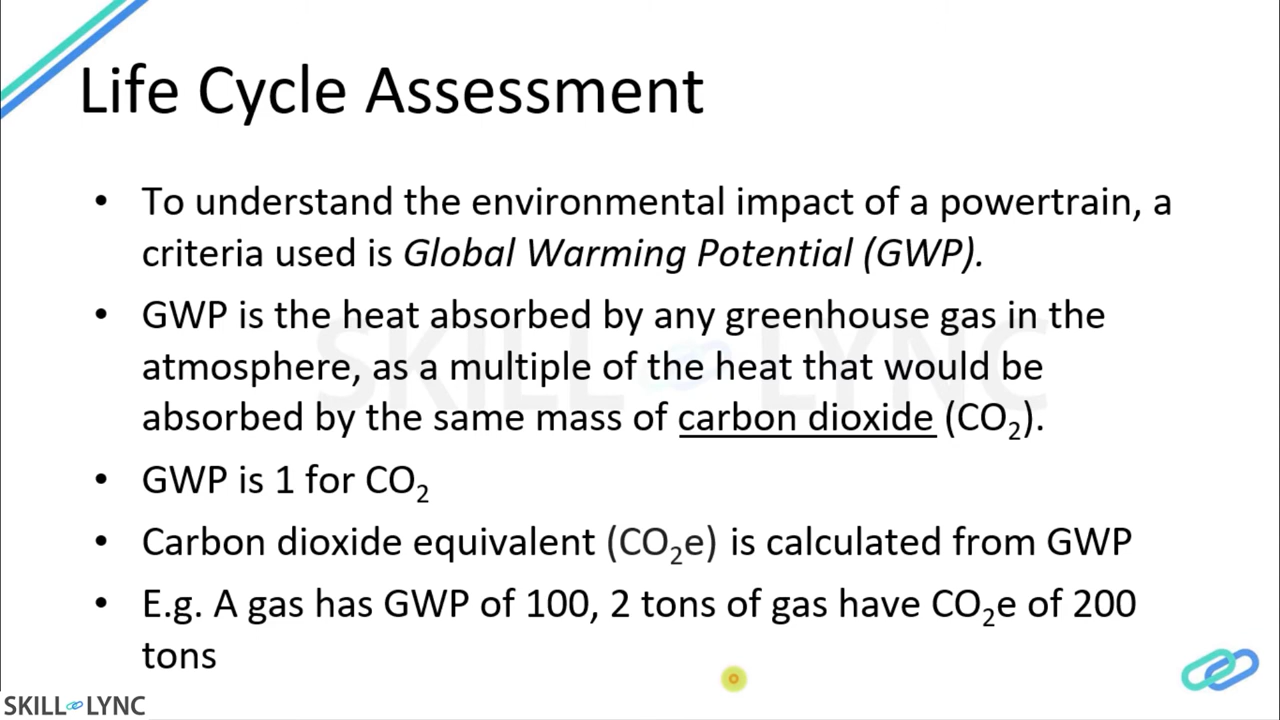 Life Cycle Assessment
• To understand the environmental impact of a powertrain, a
criteria used is Global Warming Potential (GWP).
• GWP is the heat absorbed by any greenhouse gas in the
atmosphere, as a multiple of the heat that would be
absorbed by the same mass of carbon dioxide (CO₂).
• GWP is 1 for CO₂
• Carbon dioxide equivalent (CO₂e) is calculated from GWP
• E.g. A gas has GWP of 100, 2 tons of gas have CO₂e of 200
tons
SKILL LYNC
SKILL LYNC